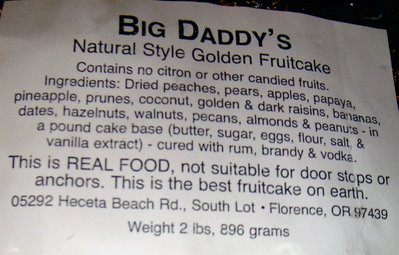 BIG DADDY'S
Natural Style Golden Fruitcake
Contains no citron or other candied fruits.
Ingredients: Dried peaches, pears, apples, papaya,
pineapple, prunes, coconut, golden & dark raisins, bananas,
dates, hazelnuts, walnuts, pecans, almonds & peanuts - in
a pound cake base (butter, sugar, eggs, flour, salt, &
vanilla extract) - cured with rum, brandy & vodka.
This is REAL FOOD, not suitable for door stops or
anchors. This is the best fruitcake on earth.
05292 Heceta Beach Rd., South Lot • Florence, OR 97439
Weight 2 lbs, 896 grams